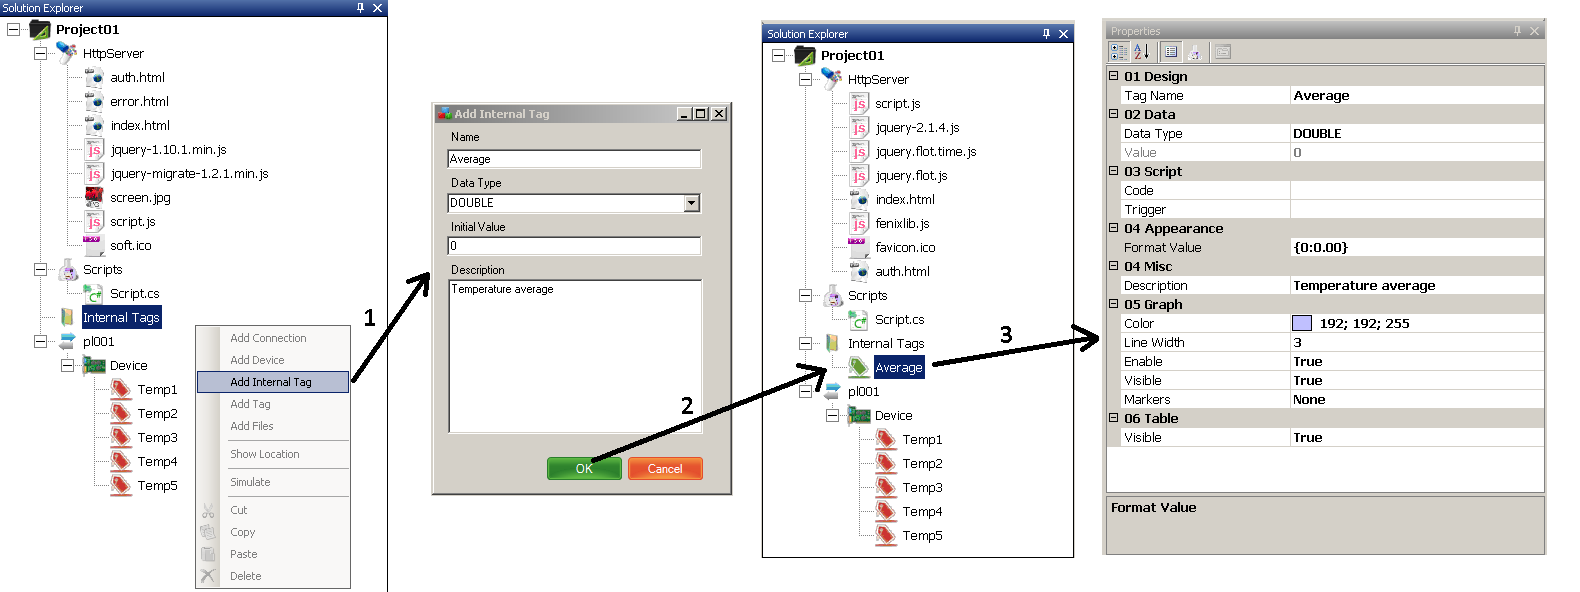 Solution Explorer
Project01
HttpServer
auth.html
error.html
index.html
jquery-1.10.1.min.js
jquery-migrate-1.2.1.min.js
screen.jpg
script.js
soft.ico
Scripts
Script.cs
Internal Tags
pl001
Device
Temp1
Temp2
Temp3
Temp4
Temp5
Add Connection
Add Device
Add Internal Tag
Add Tag
Add Files
Show Location
Simulate
Cut
Copy
Paste
Delete
1
Add Internal Tag
Name
Average
Data Type
DOUBLE
Initial Value
0
Description
Temperature average
OK
Cancel
2
Solution Explorer
Project01
HttpServer
script.js
jquery-2.1.4.js
jquery.flot.time.js
jquery.flot.js
index.html
fenixlib.js
favicon.ico
auth.html
Scripts
Script.cs
Internal Tags
Average
pl001
Device
Temp1
Temp2
Temp3
Temp4
Temp5
3
Properties
01 Design
Tag Name Average
02 Data
Data Type DOUBLE
Value 0
03 Script
Code
Trigger
04 Appearance
Format Value {0:0.00}
04 Misc
Description Temperature average
05 Graph
Color 192; 192; 255
Line Width 3
Enable True
Visible True
Markers None
06 Table
Visible True
Format Value